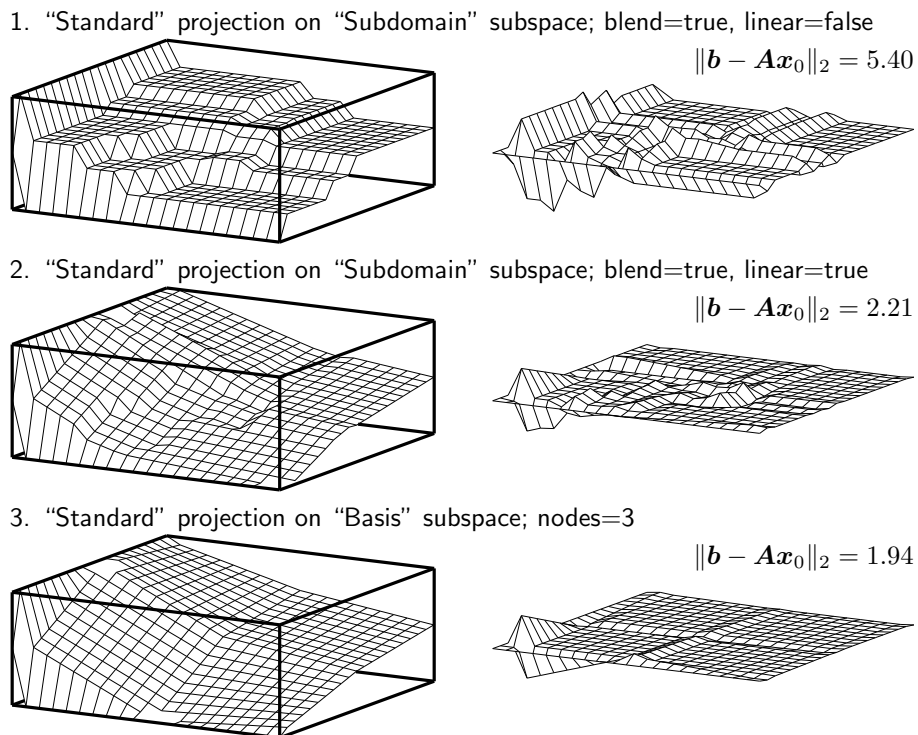 1. “Standard” projection on “Subdomain” subspace; blend=true, linear=false
‖b − Ax₀‖₂ = 5.40
2. “Standard” projection on “Subdomain” subspace; blend=true, linear=true
‖b − Ax₀‖₂ = 2.21
3. “Standard” projection on “Basis” subspace; nodes=3
‖b − Ax₀‖₂ = 1.94